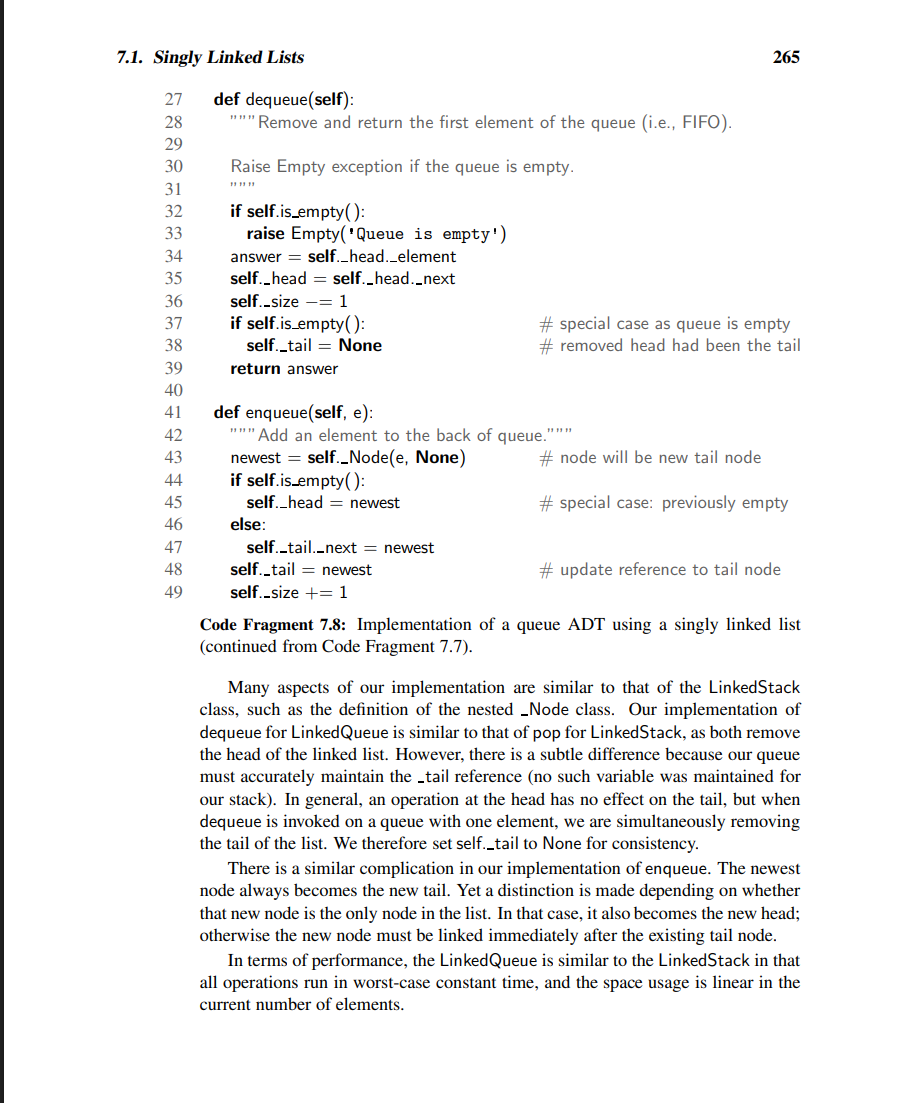 7.1. Singly Linked Lists 265
27 def dequeue(self):
28 """Remove and return the first element of the queue (i.e., FIFO).
29
30 Raise Empty exception if the queue is empty.
31 """
32 if self.is_empty():
33 raise Empty('Queue is empty')
34 answer = self._head._element
35 self._head = self._head._next
36 self._size −= 1
37 if self.is_empty(): # special case as queue is empty
38 self._tail = None # removed head had been the tail
39 return answer
40
41 def enqueue(self, e):
42 """Add an element to the back of queue."""
43 newest = self._Node(e, None) # node will be new tail node
44 if self.is_empty():
45 self._head = newest # special case: previously empty
46 else:
47 self._tail._next = newest
48 self._tail = newest # update reference to tail node
49 self._size += 1
Code Fragment 7.8: Implementation of a queue ADT using a singly linked list
(continued from Code Fragment 7.7).
Many aspects of our implementation are similar to that of the LinkedStack
class, such as the definition of the nested _Node class. Our implementation of
dequeue for LinkedQueue is similar to that of pop for LinkedStack, as both remove
the head of the linked list. However, there is a subtle difference because our queue
must accurately maintain the _tail reference (no such variable was maintained for
our stack). In general, an operation at the head has no effect on the tail, but when
dequeue is invoked on a queue with one element, we are simultaneously removing
the tail of the list. We therefore set self._tail to None for consistency.
There is a similar complication in our implementation of enqueue. The newest
node always becomes the new tail. Yet a distinction is made depending on whether
that new node is the only node in the list. In that case, it also becomes the new head;
otherwise the new node must be linked immediately after the existing tail node.
In terms of performance, the LinkedQueue is similar to the LinkedStack in that
all operations run in worst-case constant time, and the space usage is linear in the
current number of elements.